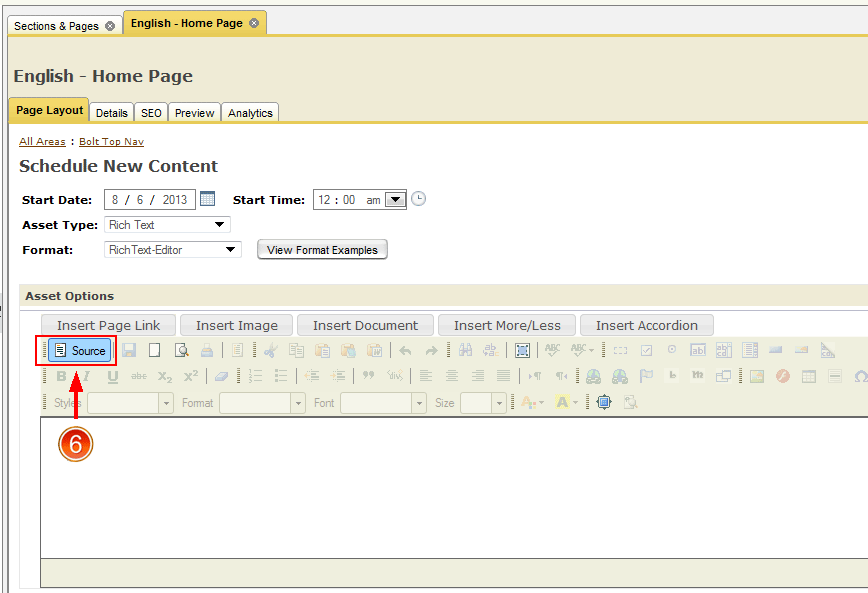 Sections & Pages English - Home Page
English - Home Page
Page Layout Details SEO Preview Analytics
All Areas : Bolt Top Nav
Schedule New Content
Start Date: 8 / 6 / 2013 Start Time: 12 : 00 am
Asset Type: Rich Text
Format: RichText-Editor View Format Examples
Asset Options
Insert Page Link Insert Image Insert Document Insert More/Less Insert Accordion
Source
B I U abc X₂ X²
Styles Format Font Size
6